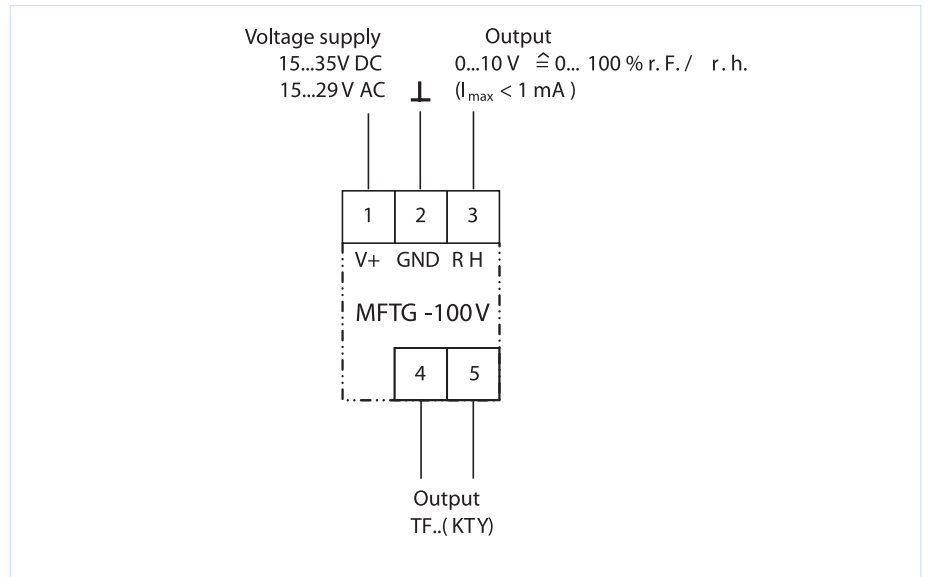 Voltage supply
15...35V DC
15...29 V AC
Output
0...10 V ≙ 0... 100 % r. F. / r. h.
(Imax < 1 mA )
1 2 3
V+ GND R H
MFTG -100 V
4 5
Output
TF..( KTY)